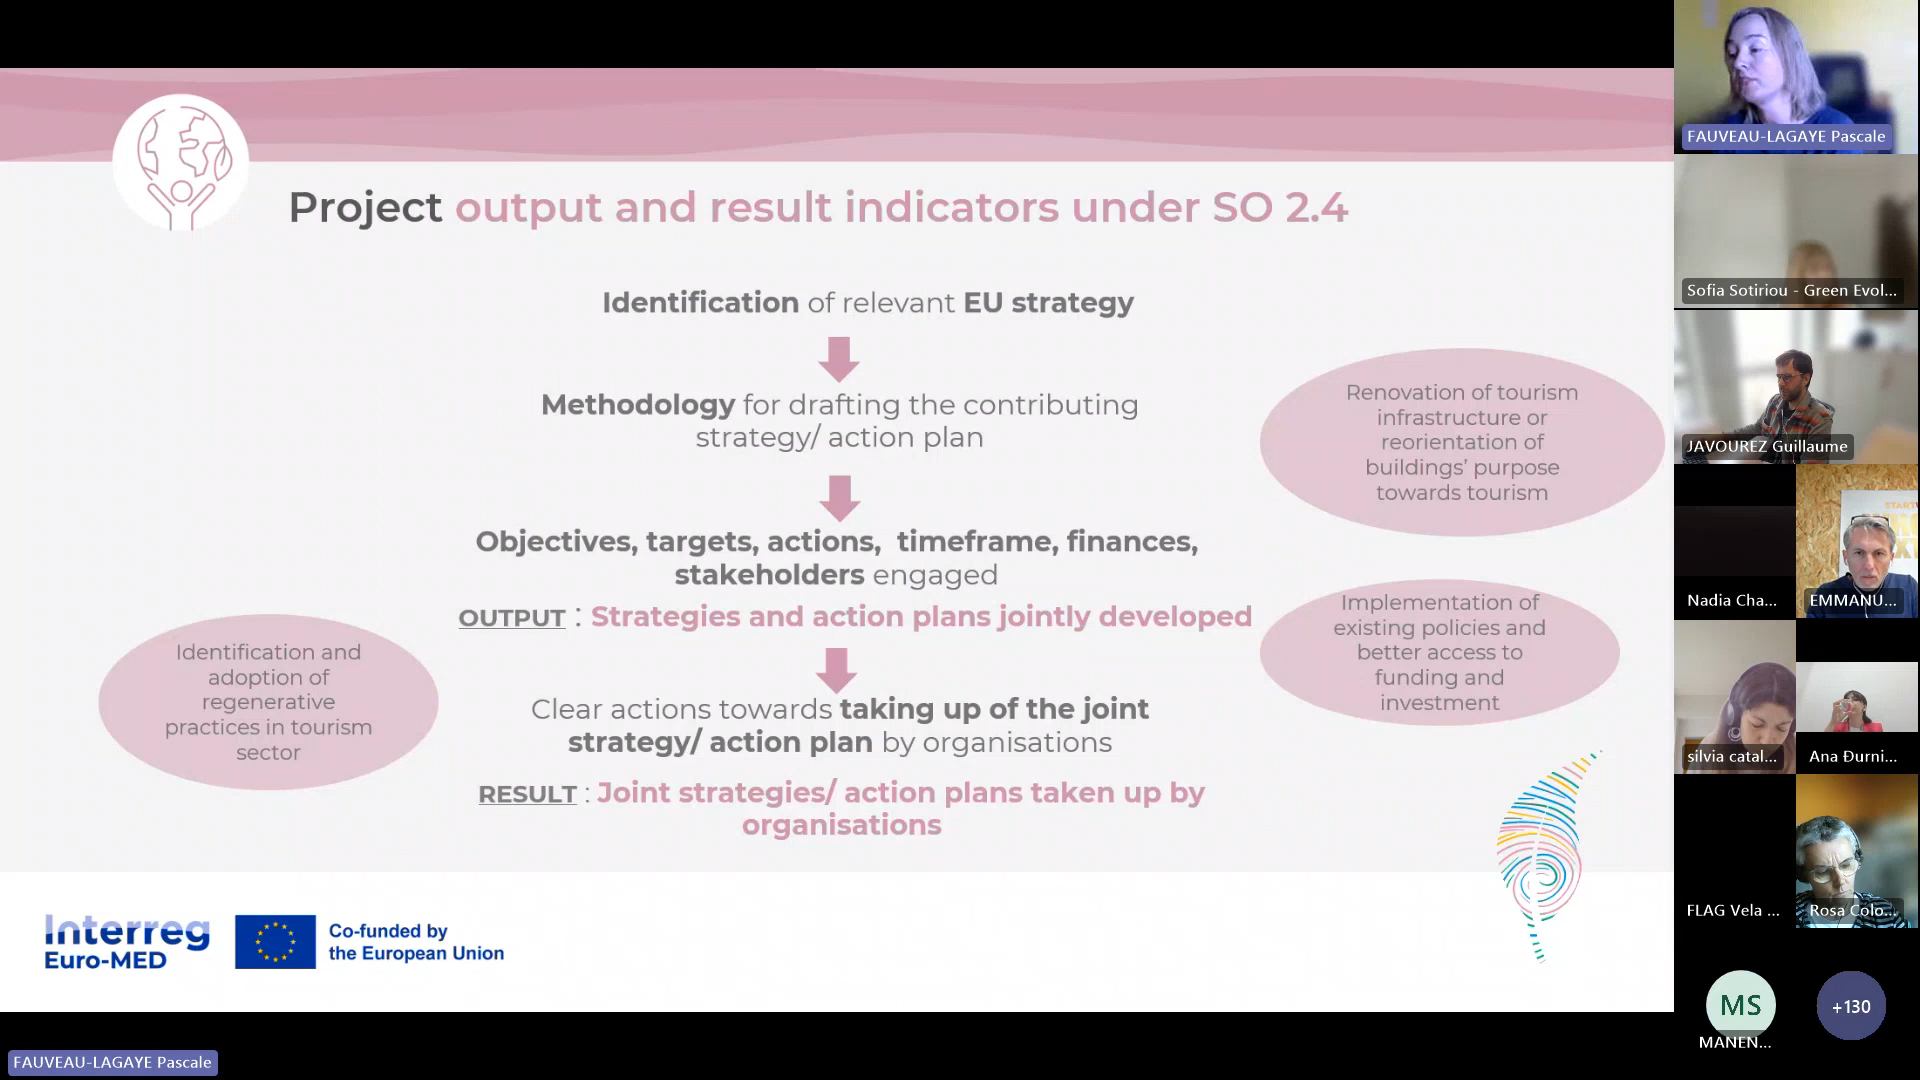 Project output and result indicators under SO 2.4
Identification of relevant EU strategy
Methodology for drafting the contributing
strategy/ action plan
Objectives, targets, actions, timeframe, finances,
stakeholders engaged
OUTPUT : Strategies and action plans jointly developed
Clear actions towards taking up of the joint
strategy/ action plan by organisations
RESULT : Joint strategies/ action plans taken up by
organisations
Identification and
adoption of
regenerative
practices in tourism
sector
Renovation of tourism
infrastructure or
reorientation of
buildings’ purpose
towards tourism
Implementation of
existing policies and
better access to
funding and
investment
Interreg
Euro-MED
Co-funded by
the European Union
FAUVEAU-LAGAYE Pascale
FAUVEAU-LAGAYE Pascale
Sofia Sotiriou - Green Evol...
JAVOUREZ Guillaume
Nadia Cha...
EMMANU...
START
silvia catal...
Ana Đurni...
FLAG Vela ...
Rosa Colo...
MS
MANEN...
+130